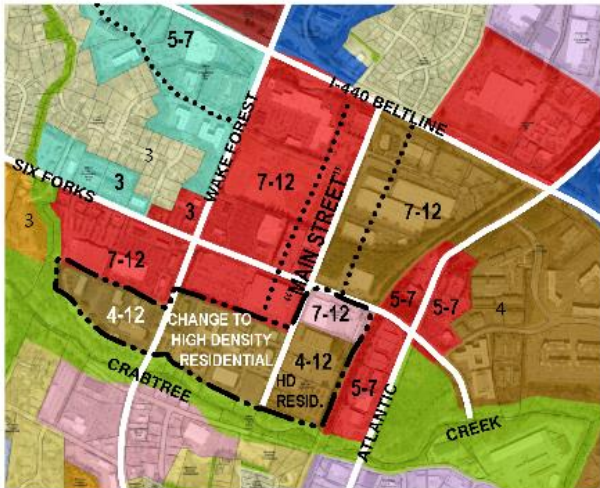 5-7
I-440 BELTLINE
WAKE FOREST
3
SIX FORKS
3
3
7-12
"MAIN STREET"
7-12
3
7-12
5-7
5-7
4
7-12
4-12
CHANGE TO
HIGH DENSITY
RESIDENTIAL
4-12
HD
RESID.
5-7
CRABTREE
ATLANTIC
CREEK